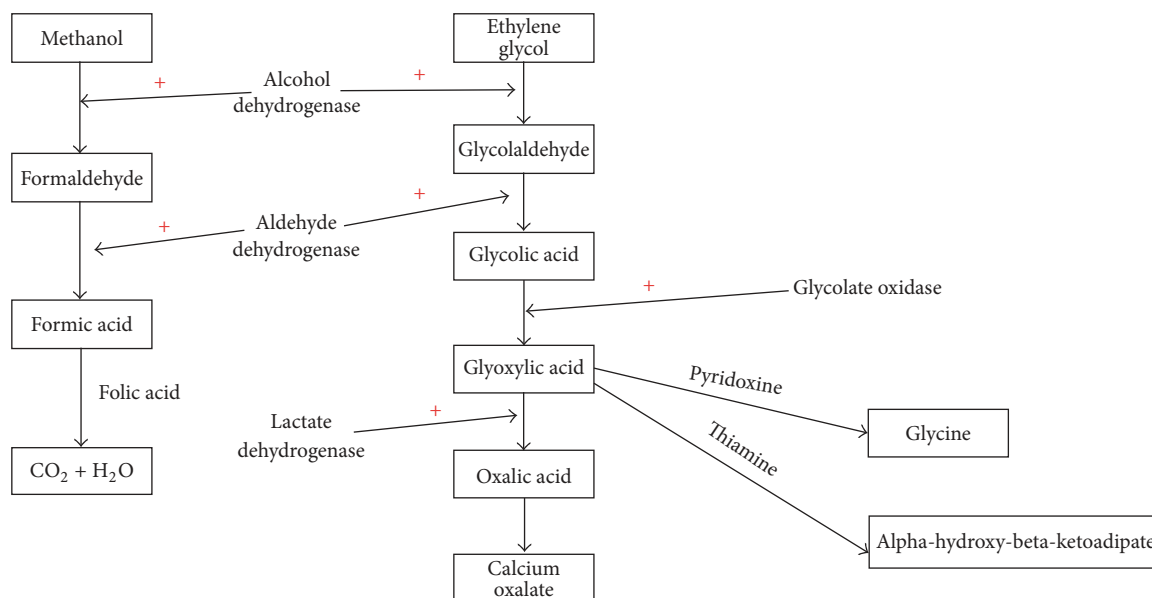 Methanol
Ethylene
glycol
+
+
Alcohol
dehydrogenase
Glycolaldehyde
Formaldehyde
+
+
Aldehyde
dehydrogenase
Glycolic acid
+
Glycolate oxidase
Formic acid
Glyoxylic acid
Pyridoxine
Folic acid
+
Lactate
dehydrogenase
Thiamine
Glycine
CO₂ + H₂O
Oxalic acid
Alpha-hydroxy-beta-ketoadipate
Calcium
oxalate